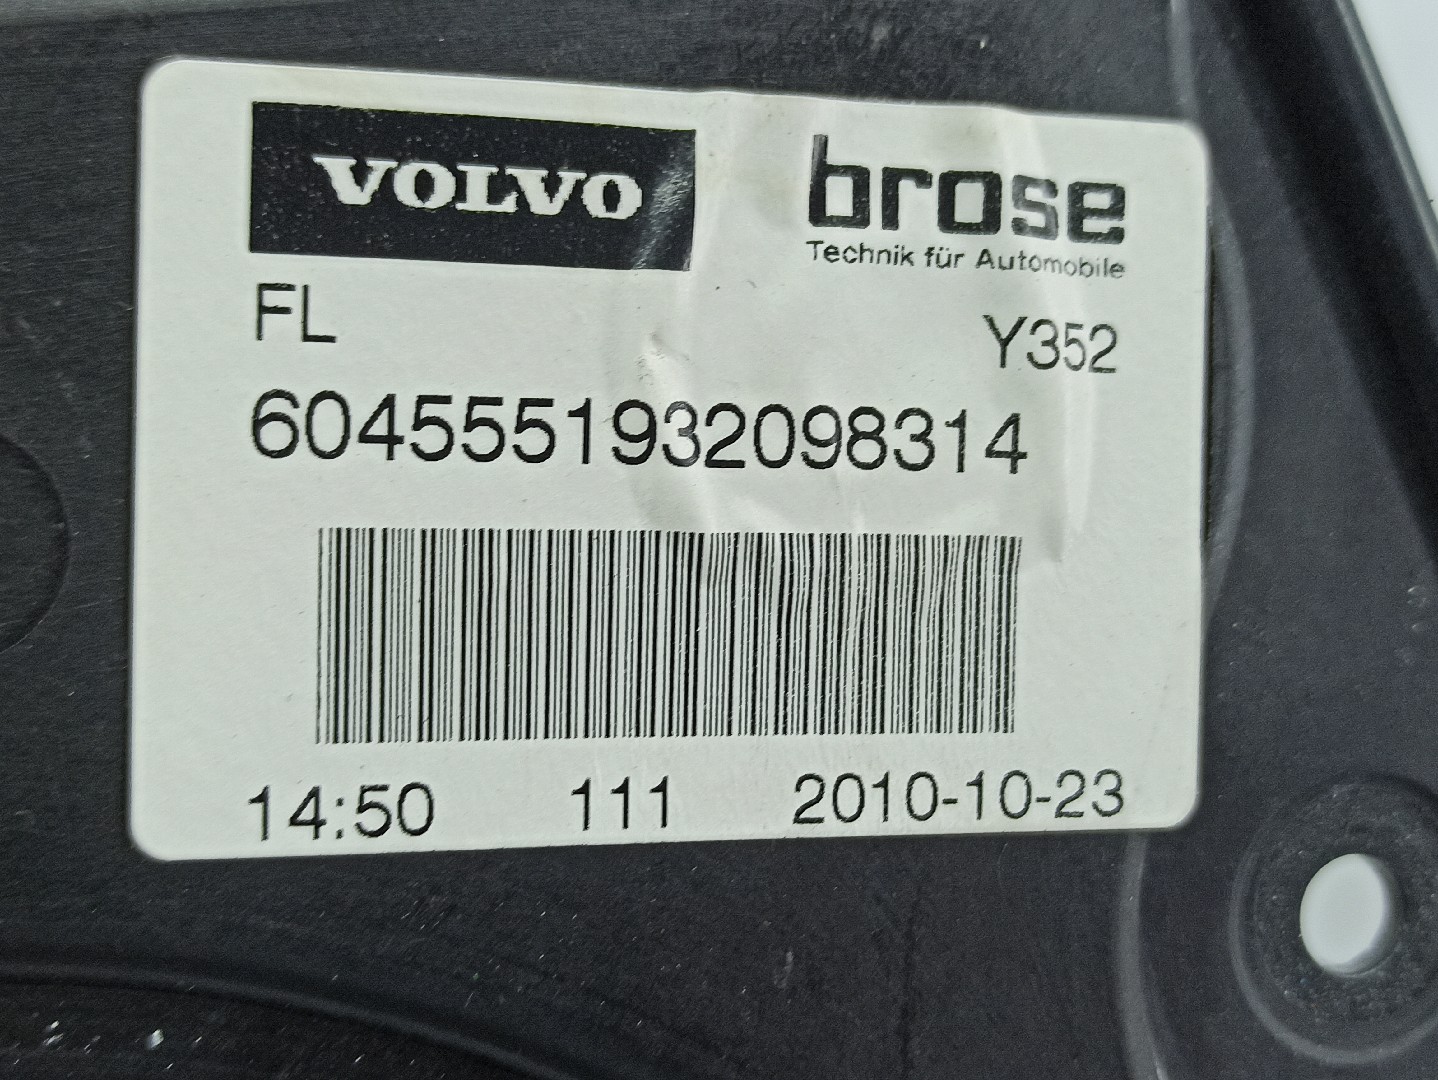 VOLVO
brose
Technik für Automobile
FL
Y352
6045551932098314
14:50 111 2010-10-23